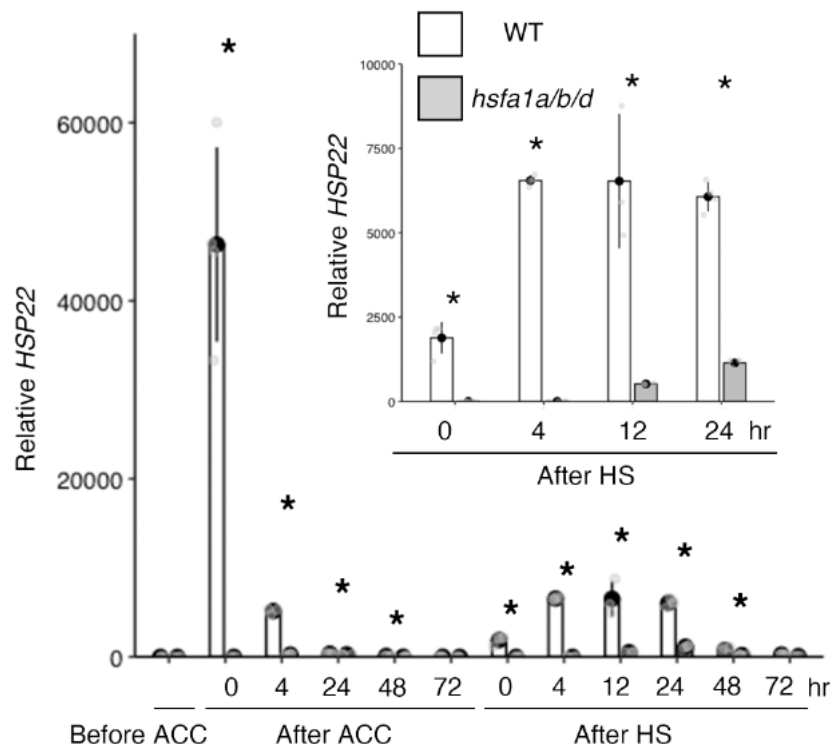 WT
hsfa1a/b/d
Relative HSP22
10000
7500
5000
2500
0
* * * *
0 4 12 24 hr
After HS
Relative HSP22
60000
40000
20000
0
* * * * * * * * *
0 4 24 48 72 0 4 12 24 48 72 hr
Before ACC After ACC After HS